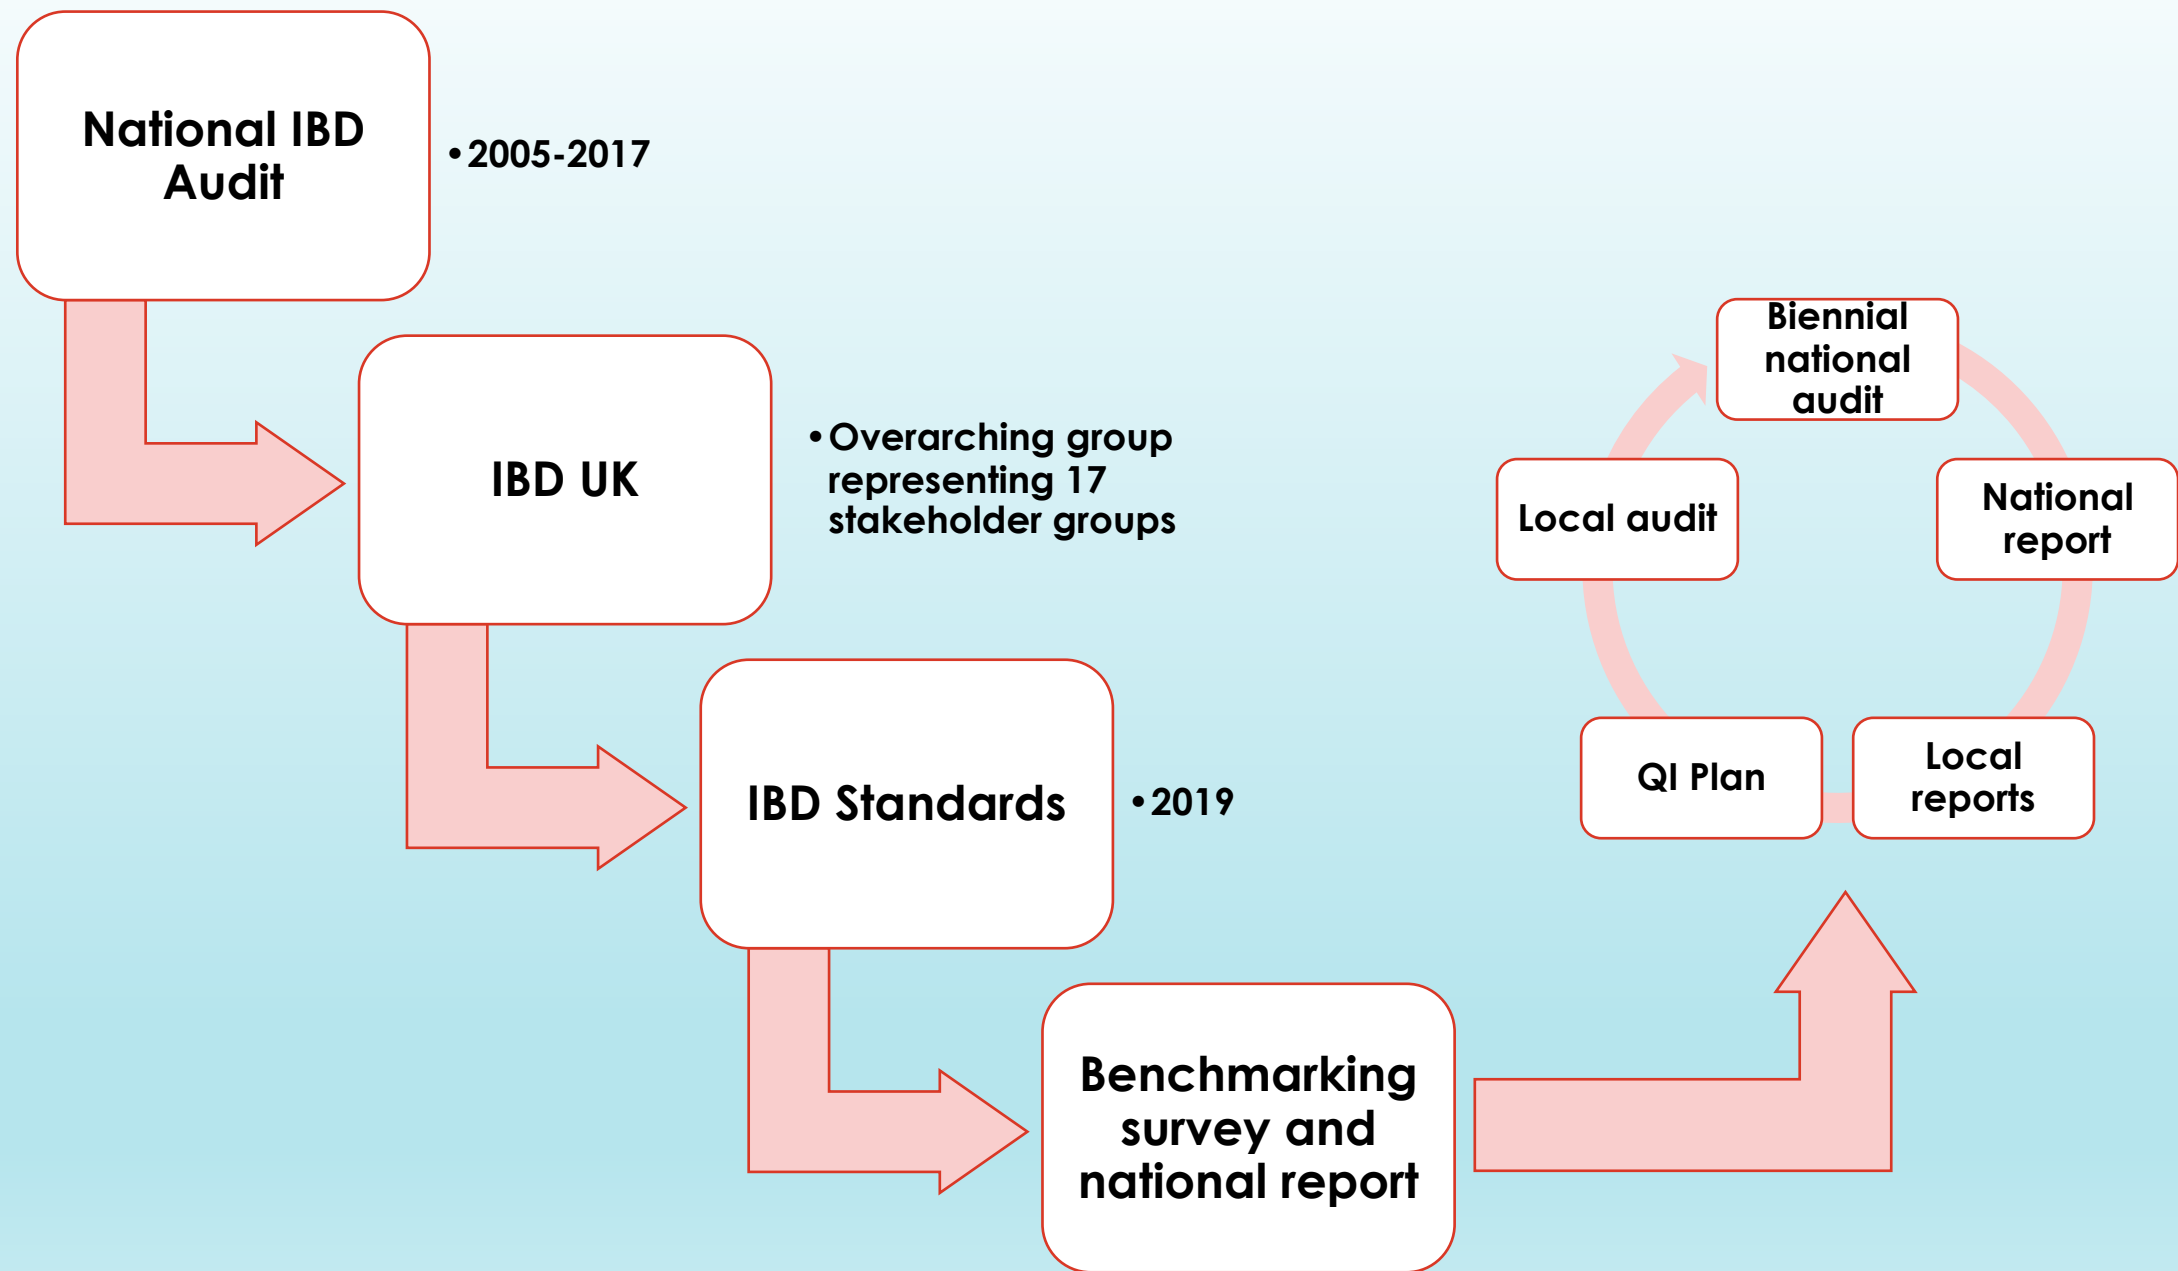 National IBD
Audit
•2005-2017
IBD UK
•Overarching group
representing 17
stakeholder groups
IBD Standards
•2019
Benchmarking
survey and
national report
Biennial
national
audit
National
report
Local
reports
QI Plan
Local audit